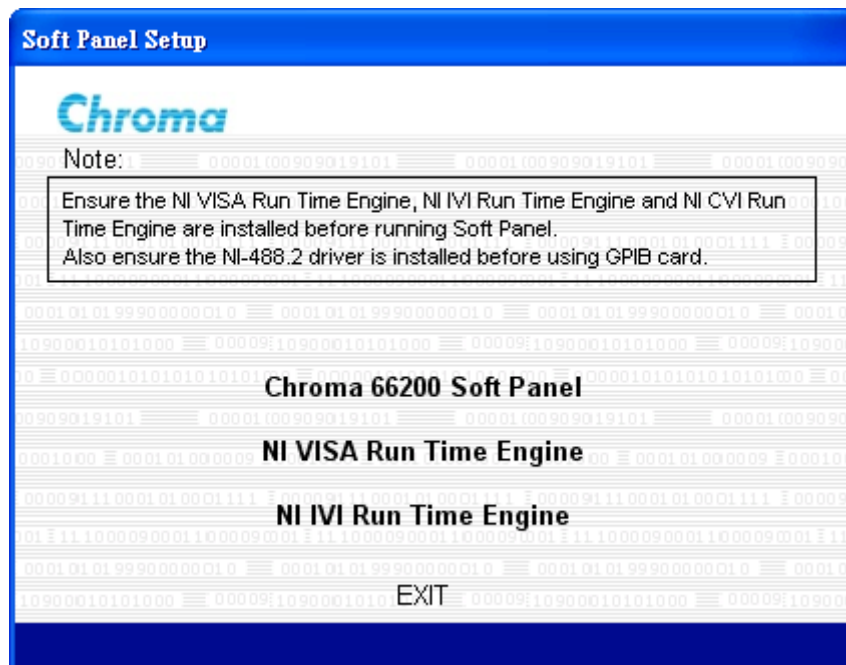 Soft Panel Setup
Chroma
Note:
Ensure the NI VISA Run Time Engine, NI IVI Run Time Engine and NI CVI Run
Time Engine are installed before running Soft Panel.
Also ensure the NI-488.2 driver is installed before using GPIB card.
Chroma 66200 Soft Panel
NI VISA Run Time Engine
NI IVI Run Time Engine
EXIT